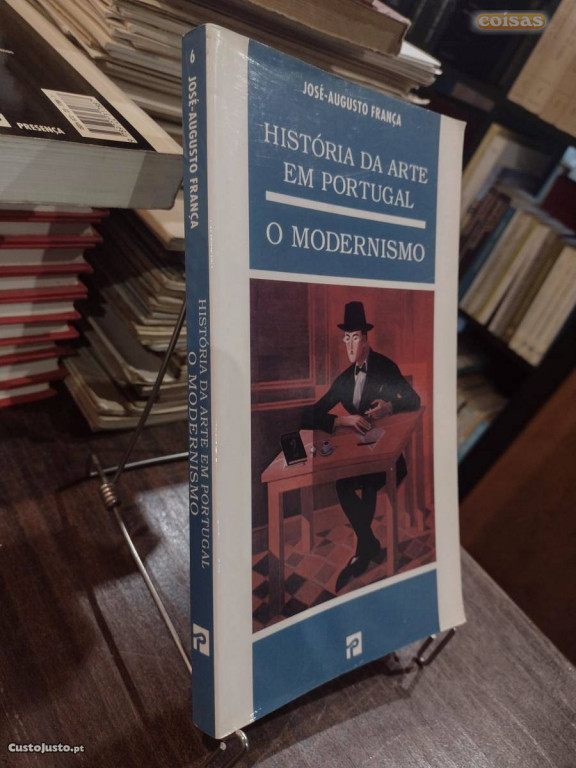 coisas
PRESENÇA
6 JOSÉ-AUGUSTO FRANÇA
HISTÓRIA DA ARTE EM PORTUGAL
O MODERNISMO
JOSÉ-AUGUSTO FRANÇA
HISTÓRIA DA ARTE
EM PORTUGAL
O MODERNISMO
CustoJusto.pt